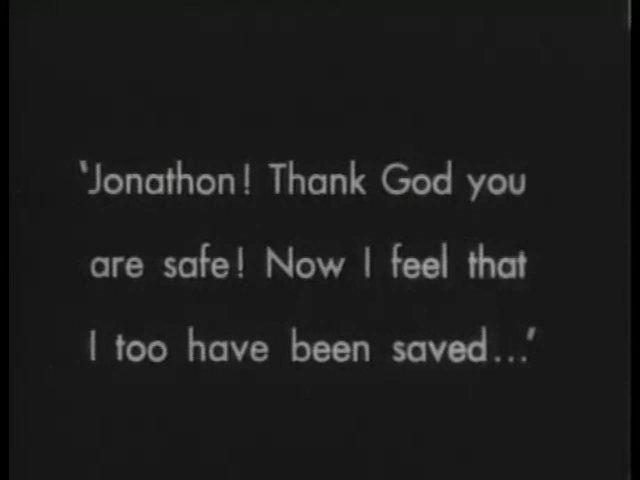 ‘Jonathon! Thank God you
are safe! Now I feel that
I too have been saved...’